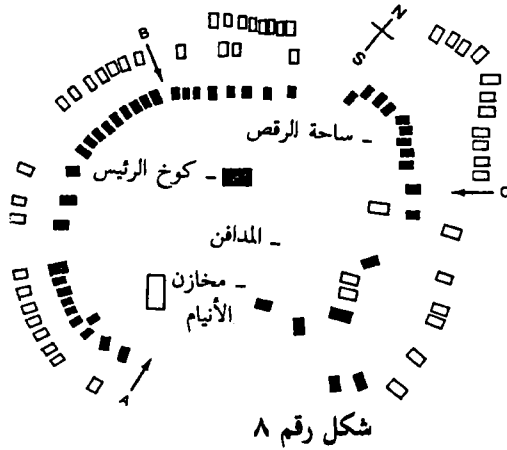 B
N
S
ساحة الرقص -
كوخ الرئيس -
C
المدافن -
مخازن -
الأنيام
A
شكل رقم ٨